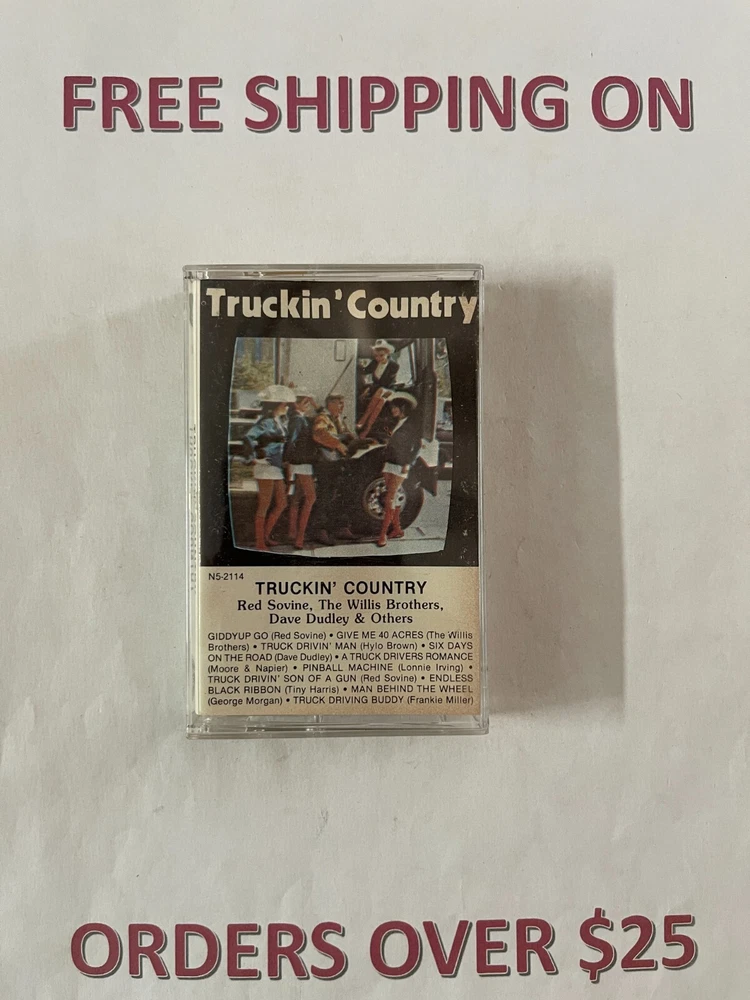 FREE SHIPPING ON
Truckin' Country
N5-2114
TRUCKIN' COUNTRY
Red Sovine, The Willis Brothers,
Dave Dudley & Others
GIDDYUP GO (Red Sovine) • GIVE ME 40 ACRES (The Willis
Brothers) • TRUCK DRIVIN' MAN (Hylo Brown) • SIX DAYS
ON THE ROAD (Dave Dudley) • A TRUCK DRIVERS ROMANCE
(Moore & Napier) • PINBALL MACHINE (Lonnie Irving) •
TRUCK DRIVIN' SON OF A GUN (Red Sovine) • ENDLESS
BLACK RIBBON (Tiny Harris) • MAN BEHIND THE WHEEL
(George Morgan) • TRUCK DRIVING BUDDY (Frankie Miller)
ORDERS OVER $25